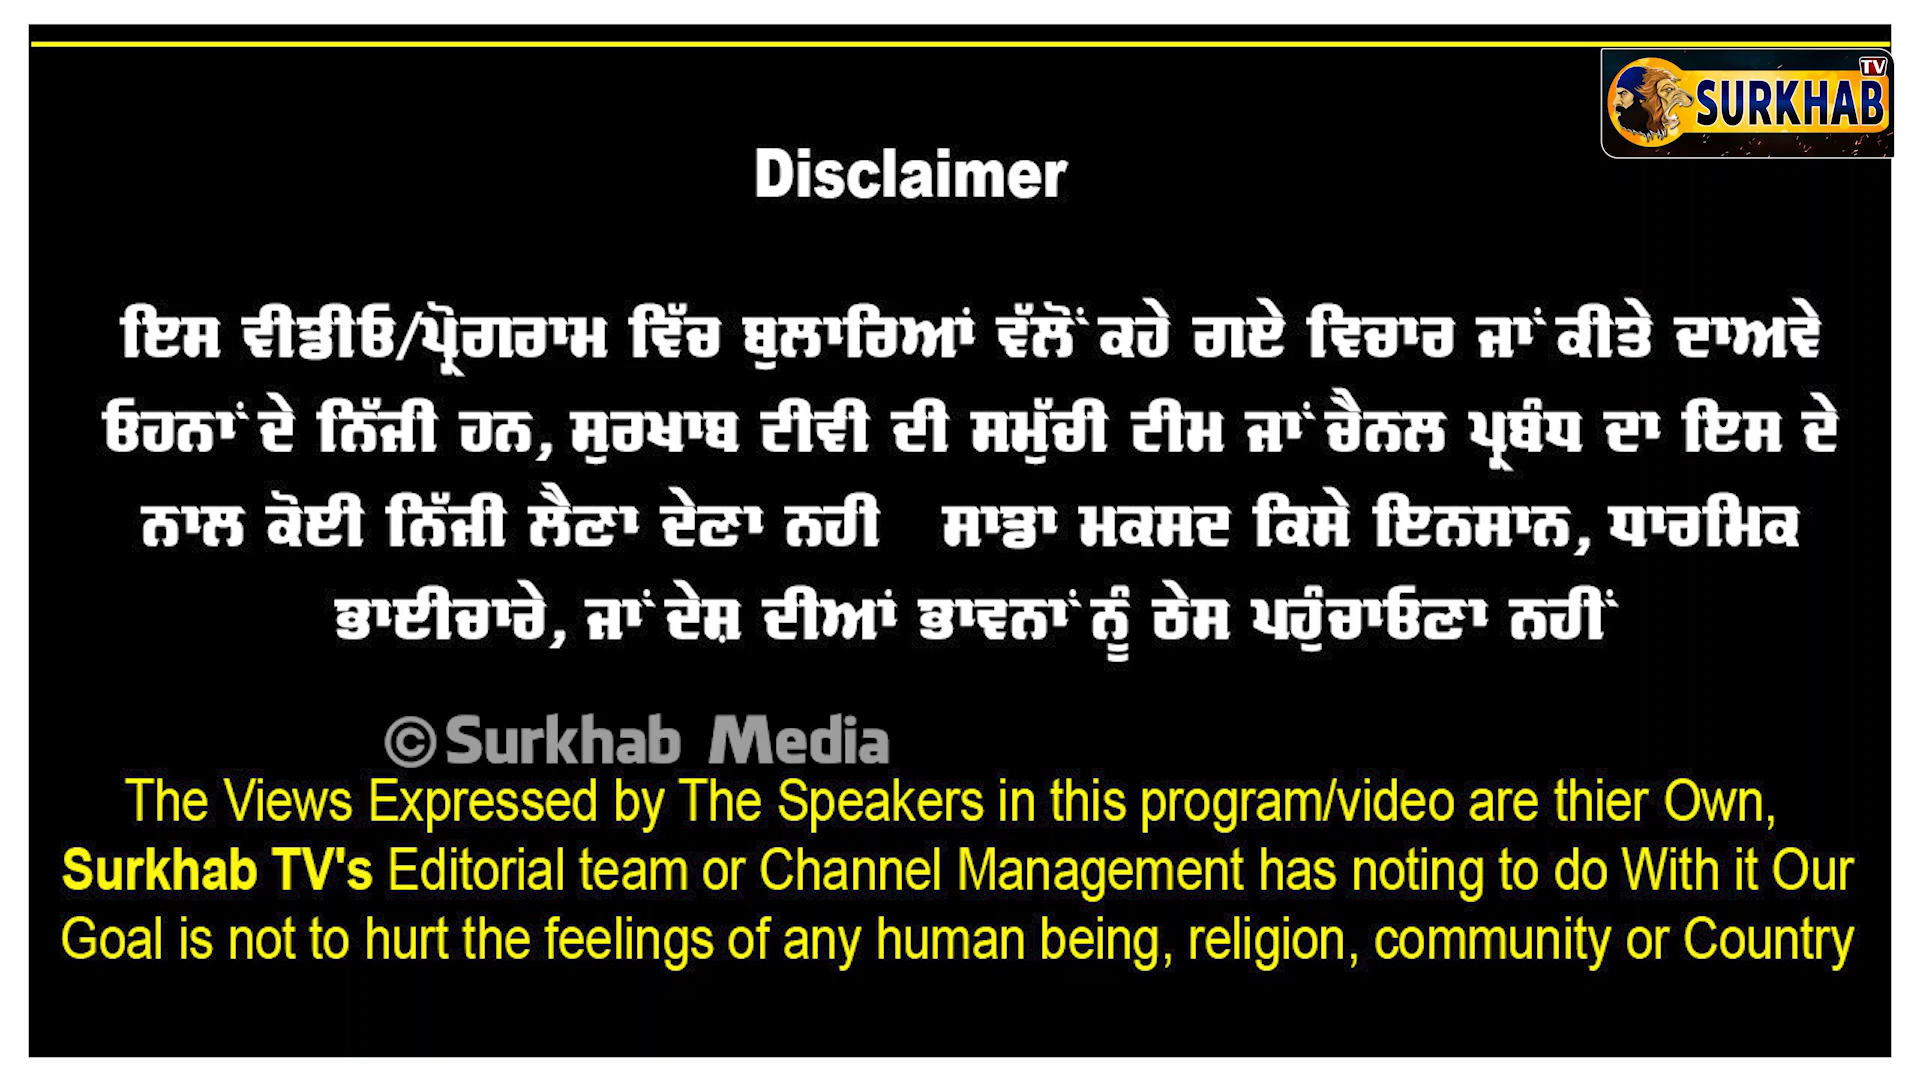 TV
SURKHAB
Disclaimer
ਇਸ ਵੀਡੀਓ/ਪ੍ਰੋਗਰਾਮ ਵਿੱਚ ਬੁਲਾਰਿਆਂ ਵੱਲੋਂ ਕਹੇ ਗਏ ਵਿਚਾਰ ਜਾਂ ਕੀਤੇ ਦਾਅਵੇ
ਓਹਨਾਂ ਦੇ ਨਿੱਜੀ ਹਨ, ਸੁਰਖਾਬ ਟੀਵੀ ਦੀ ਸਮੁੱਚੀ ਟੀਮ ਜਾਂ ਚੈਨਲ ਪ੍ਰਬੰਧ ਦਾ ਇਸ ਦੇ
ਨਾਲ ਕੋਈ ਨਿੱਜੀ ਲੈਣਾ ਦੇਣਾ ਨਹੀ ਸਾਡਾ ਮਕਸਦ ਕਿਸੇ ਇਨਸਾਨ, ਧਾਰਮਿਕ
ਭਾਈਚਾਰੇ, ਜਾਂ ਦੇਸ਼ ਦੀਆਂ ਭਾਵਨਾਂ ਨੂੰ ਠੇਸ ਪਹੁੰਚਾਓਣਾ ਨਹੀਂ
©Surkhab Media
The Views Expressed by The Speakers in this program/video are thier Own,
Surkhab TV's Editorial team or Channel Management has noting to do With it Our
Goal is not to hurt the feelings of any human being, religion, community or Country